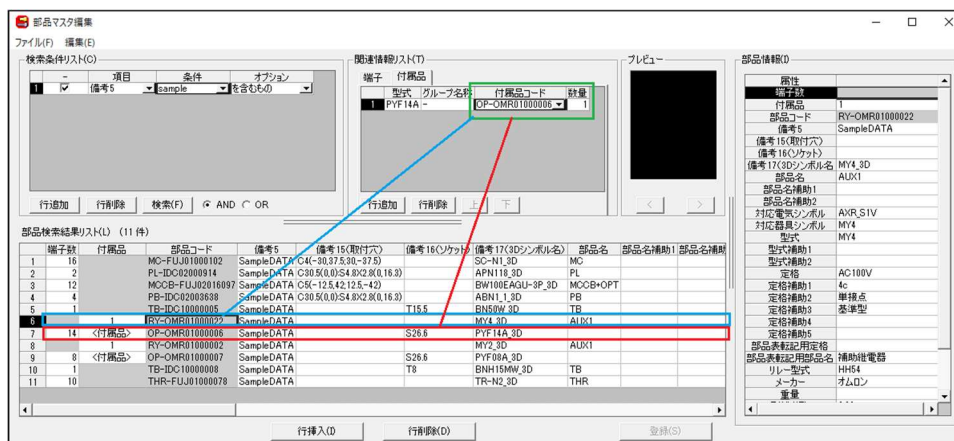 部品マスタ編集
ファイル(F) 編集(E)
検索条件リスト(C)
- 項目 条件 オプション
1 備考5 sample を含むもの
行追加 行削除 検索(F) AND OR
関連情報リスト(T)
端子 付属品
型式 グループ名称 付属品コード 数量
1 PYF14A - OP-OMR01000006 1
行追加 行削除 上 下
プレビュー
< >
部品検索結果リスト(L) (11 件)
端子数 付属品 部品コード 備考5 備考15(取付穴) 備考16(ソケット) 備考17(3Dシンボル名) 部品名 部品名補助1 部品名補助
1 16 MC-FUJ01000102 SampleDATA C4(-30,37.5;30,-37.5) SC-N1_3D MC
2 2 PL-IDC02000914 SampleDATA C30.5(0,0):S4.8X2.8(0,16.3) APN118_3D PL
3 12 MCCB-FUJ02016097 SampleDATA C5(-12.5,42;12.5,-42) BW100EAGU-3P_3D MCCB+OPT
4 4 PB-IDC02003638 SampleDATA C30.5(0,0):S4.8X2.8(0,16.3) ABN1_1_3D PB
5 1 TB-IDC10000005 SampleDATA T15.5 BN50W_3D TB
6 1 RY-OMR01000022 SampleDATA MY4_3D AUX1
7 14 <付属品> OP-OMR01000006 SampleDATA S26.6 PYF14A_3D
8 1 RY-OMR01000002 SampleDATA MY2_3D AUX1
9 8 <付属品> OP-OMR01000007 SampleDATA S26.6 PYF08A_3D
10 1 TB-IDC10000008 SampleDATA T8 BNH15MW_3D TB
11 10 THR-FUJ01000078 SampleDATA TR-N2_3D THR
行挿入(I) 行削除(D) 登録(S)
部品情報(I)
属性
端子数
付属品 1
部品コード RY-OMR01000022
備考5 SampleDATA
備考15(取付穴)
備考16(ソケット)
備考17(3Dシンボル名 MY4_3D
部品名 AUX1
部品名補助1
部品名補助2
対応電気シンボル AXR_S1V
対応器具シンボル MY4
型式 MY4
型式補助1
型式補助2
定格 AC100V
定格補助1 4c
定格補助2 単接点
定格補助3 基準型
定格補助4
定格補助5
部品表転記用定格
部品表転記用部品名 補助継電器
リレー型式 HH54
メーカー オムロン
重量